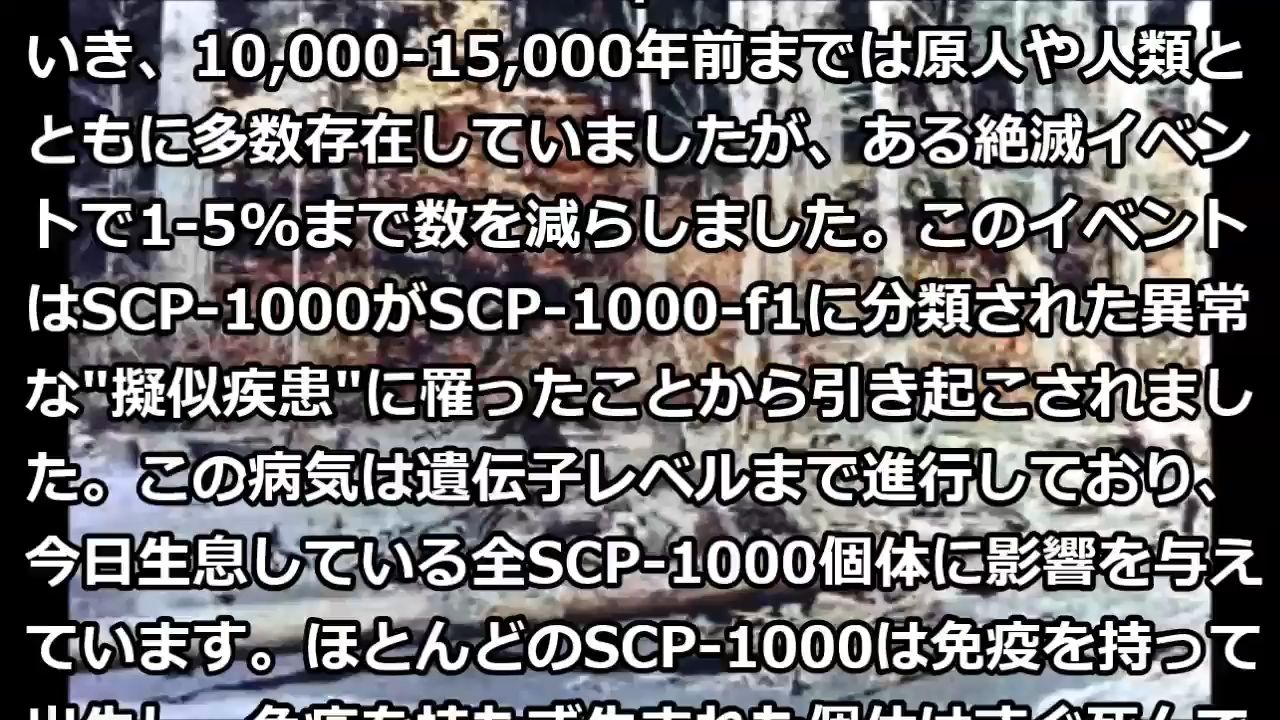 いき、10,000-15,000年前までは原人や人類と
ともに多数存在していましたが、ある絶滅イベン
トで1-5%まで数を減らしました。このイベント
はSCP-1000がSCP-1000-f1に分類された異常
な"擬似疾患"に罹ったことから引き起こされまし
た。この病気は遺伝子レベルまで進行しており、
今日生息している全SCP-1000個体に影響を与え
ています。ほとんどのSCP-1000は免疫を持って